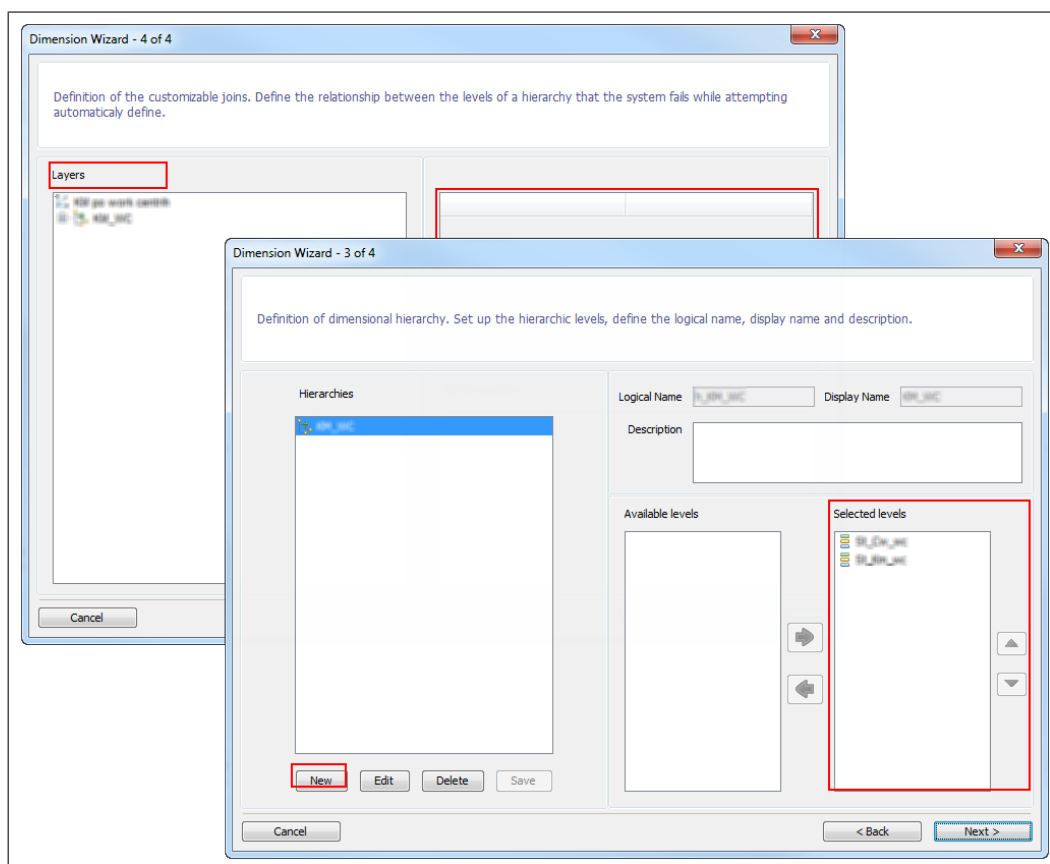 Dimension Wizard - 4 of 4
Definition of the customizable joins. Define the relationship between the levels of a hierarchy that the system fails while attempting
automaticaly define.
Layers
Cancel
Dimension Wizard - 3 of 4
Definition of dimensional hierarchy. Set up the hierarchic levels, define the logical name, display name and description.
Hierarchies
Logical Name
Display Name
Description
Available levels
Selected levels
New
Edit
Delete
Save
Cancel
< Back
Next >